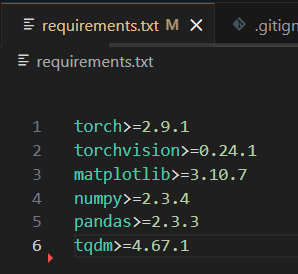 requirements.txt M
.gitign
requirements.txt
1 torch>=2.9.1
2 torchvision>=0.24.1
3 matplotlib>=3.10.7
4 numpy>=2.3.4
5 pandas>=2.3.3
6 tqdm>=4.67.1